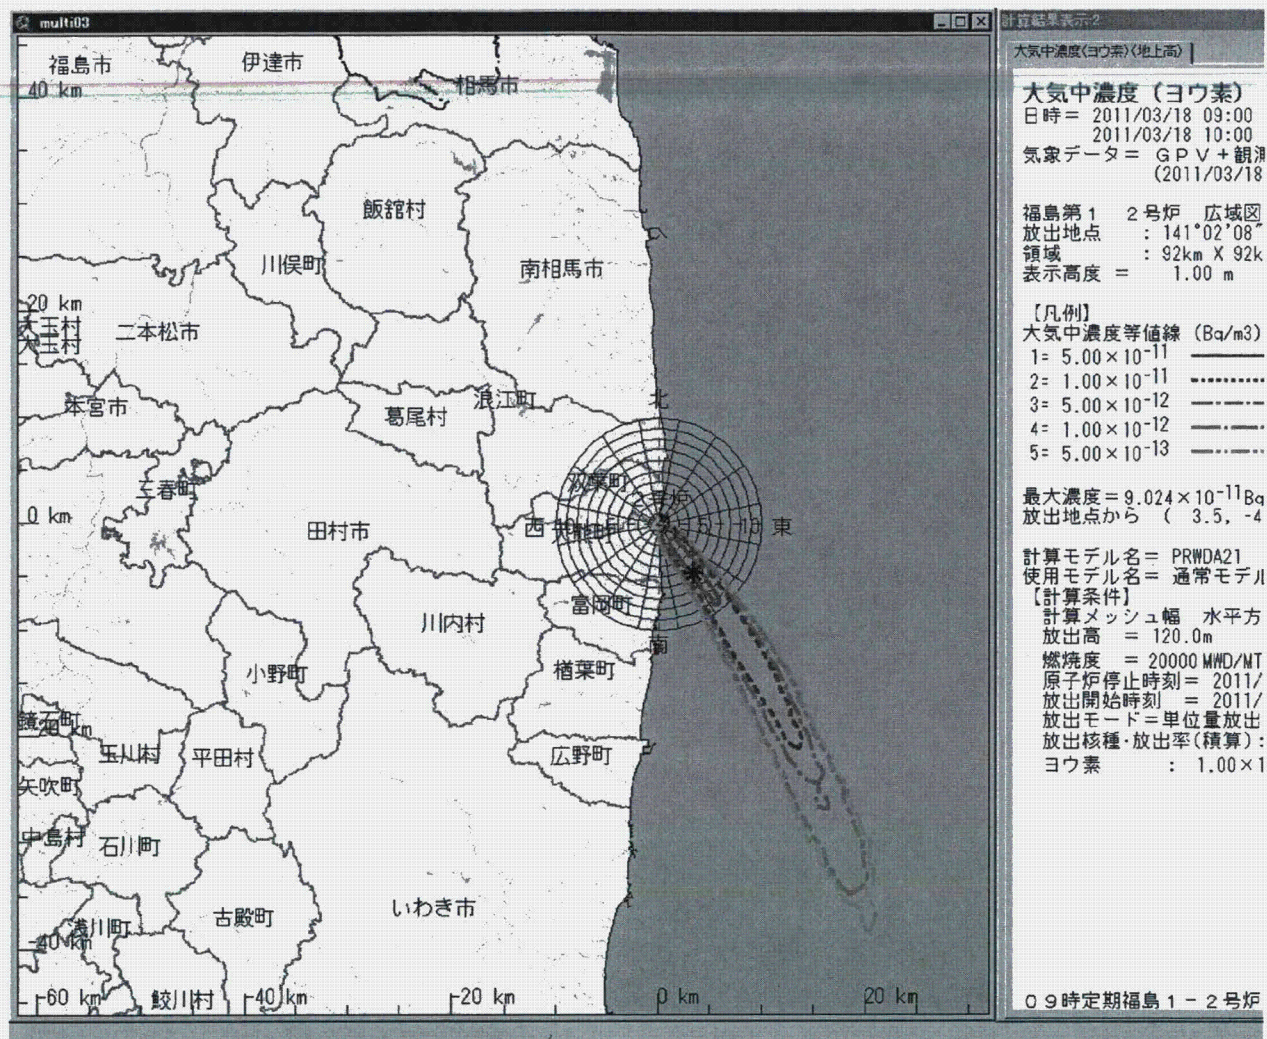 multi03
福島市
伊達市
相馬市
40 km
飯舘村
川俣町
南相馬市
20 km
大玉村
大玉村
二本松市
本宮市
葛尾村
浪江町
北
三春町
双葉町
0 km
田村市
西
東
富岡町
川内村
南
小野町
楢葉町
鏡石町
玉川村
平田村
広野町
矢吹町
中島村
石川町
いわき市
古殿町
浅川町
-40 km
-60 km
鮫川村
-40 km
-20 km
0 km
20 km
計算結果表示-2
大気中濃度(ヨウ素)(地上高)
大気中濃度(ヨウ素)
日時= 2011/03/18 09:00
2011/03/18 10:00
気象データ= GPV+観測
(2011/03/18
福島第1 2号炉 広域図
放出地点 : 141°02'08"
領域 : 92km X 92k
表示高度 = 1.00 m
【凡例】
大気中濃度等値線 (Bq/m3)
1= 5.00×10-11
2= 1.00×10-11
3= 5.00×10-12
4= 1.00×10-12
5= 5.00×10-13
最大濃度=9.024×10-11Bq
放出地点から ( 3.5, -4
計算モデル名= PRWDA21
使用モデル名= 通常モデル
【計算条件】
計算メッシュ幅 水平方
放出高 = 120.0m
燃焼度 = 20000 MWD/MT
原子炉停止時刻= 2011/
放出開始時刻 = 2011/
放出モード=単位量放出
放出核種・放出率(積算):
ヨウ素 : 1.00×1
09時定期福島1-2号炉